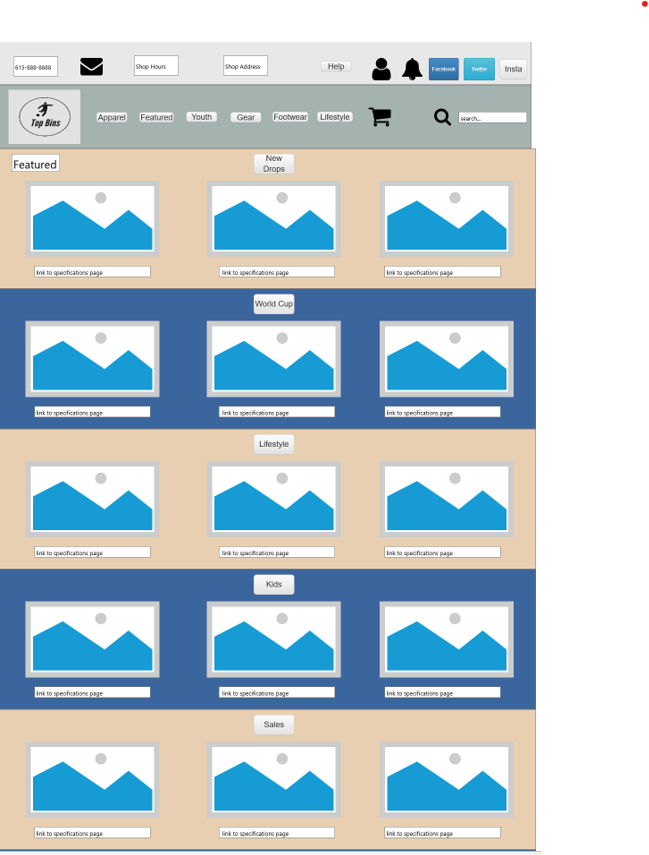 615-888-8888
Shop Hours
Shop Address
Help
Facebook
Twitter
Insta
Top Bins
Apparel
Featured
Youth
Gear
Footwear
Lifestyle
search...
Featured
New
Drops
link to specifications page
link to specifications page
link to specifications page
World Cup
link to specifications page
link to specifications page
link to specifications page
Lifestyle
link to specifications page
link to specifications page
link to specifications page
Kids
link to specifications page
link to specifications page
link to specifications page
Sales
link to specifications page
link to specifications page
link to specifications page